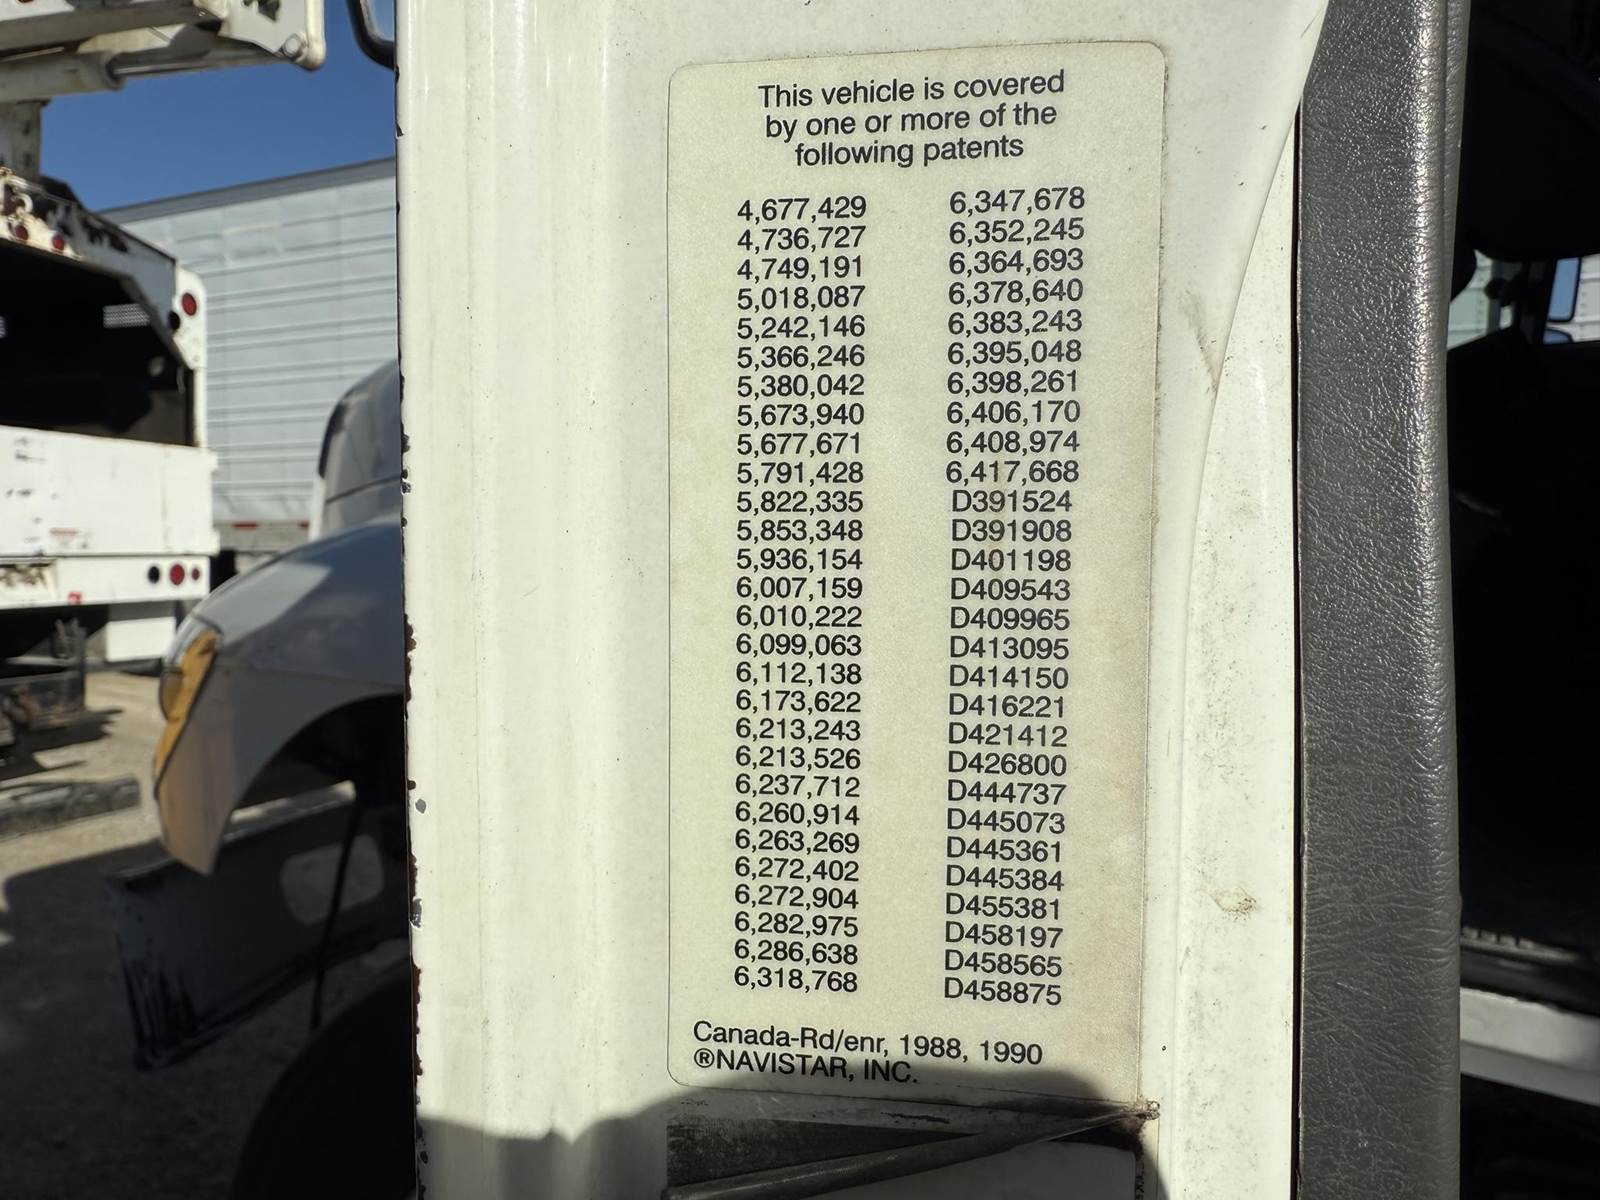 This vehicle is covered
by one or more of the
following patents
4,677,429 6,347,678
4,736,727 6,352,245
4,749,191 6,364,693
5,018,087 6,378,640
5,242,146 6,383,243
5,366,246 6,395,048
5,380,042 6,398,261
5,673,940 6,406,170
5,677,671 6,408,974
5,791,428 6,417,668
5,822,335 D391524
5,853,348 D391908
5,936,154 D401198
6,007,159 D409543
6,010,222 D409965
6,099,063 D413095
6,112,138 D414150
6,173,622 D416221
6,213,243 D421412
6,213,526 D426800
6,237,712 D444737
6,260,914 D445073
6,263,269 D445361
6,272,402 D445384
6,272,904 D455381
6,282,975 D458197
6,286,638 D458565
6,318,768 D458875
Canada-Rd/enr, 1988, 1990
®NAVISTAR, INC.